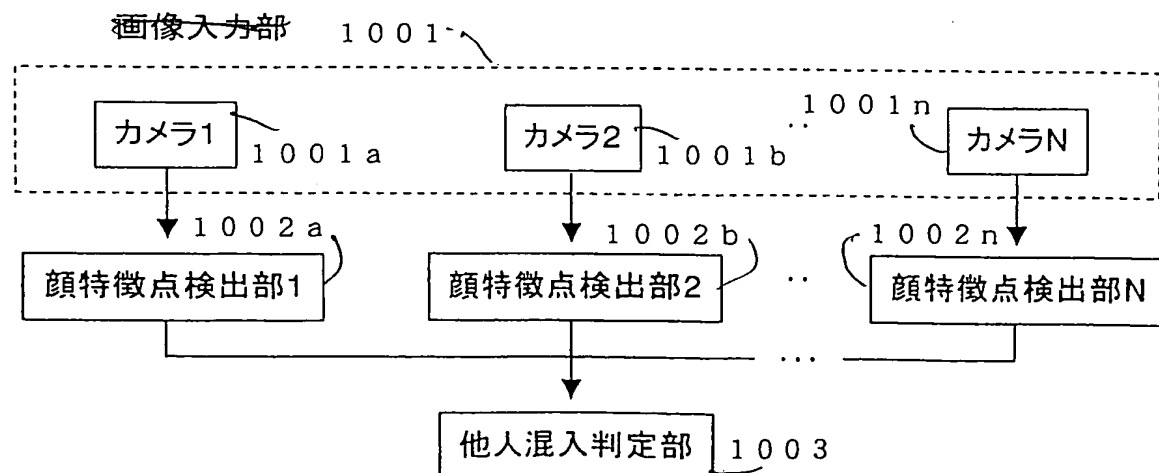 画像入力部 1001
カメラ1 カメラ2 ‥ 1001n カメラN
1001a 1001b
1002a 1002b 1002n
顔特徴点検出部1 顔特徴点検出部2 ‥ 顔特徴点検出部N
…
他人混入判定部 1003